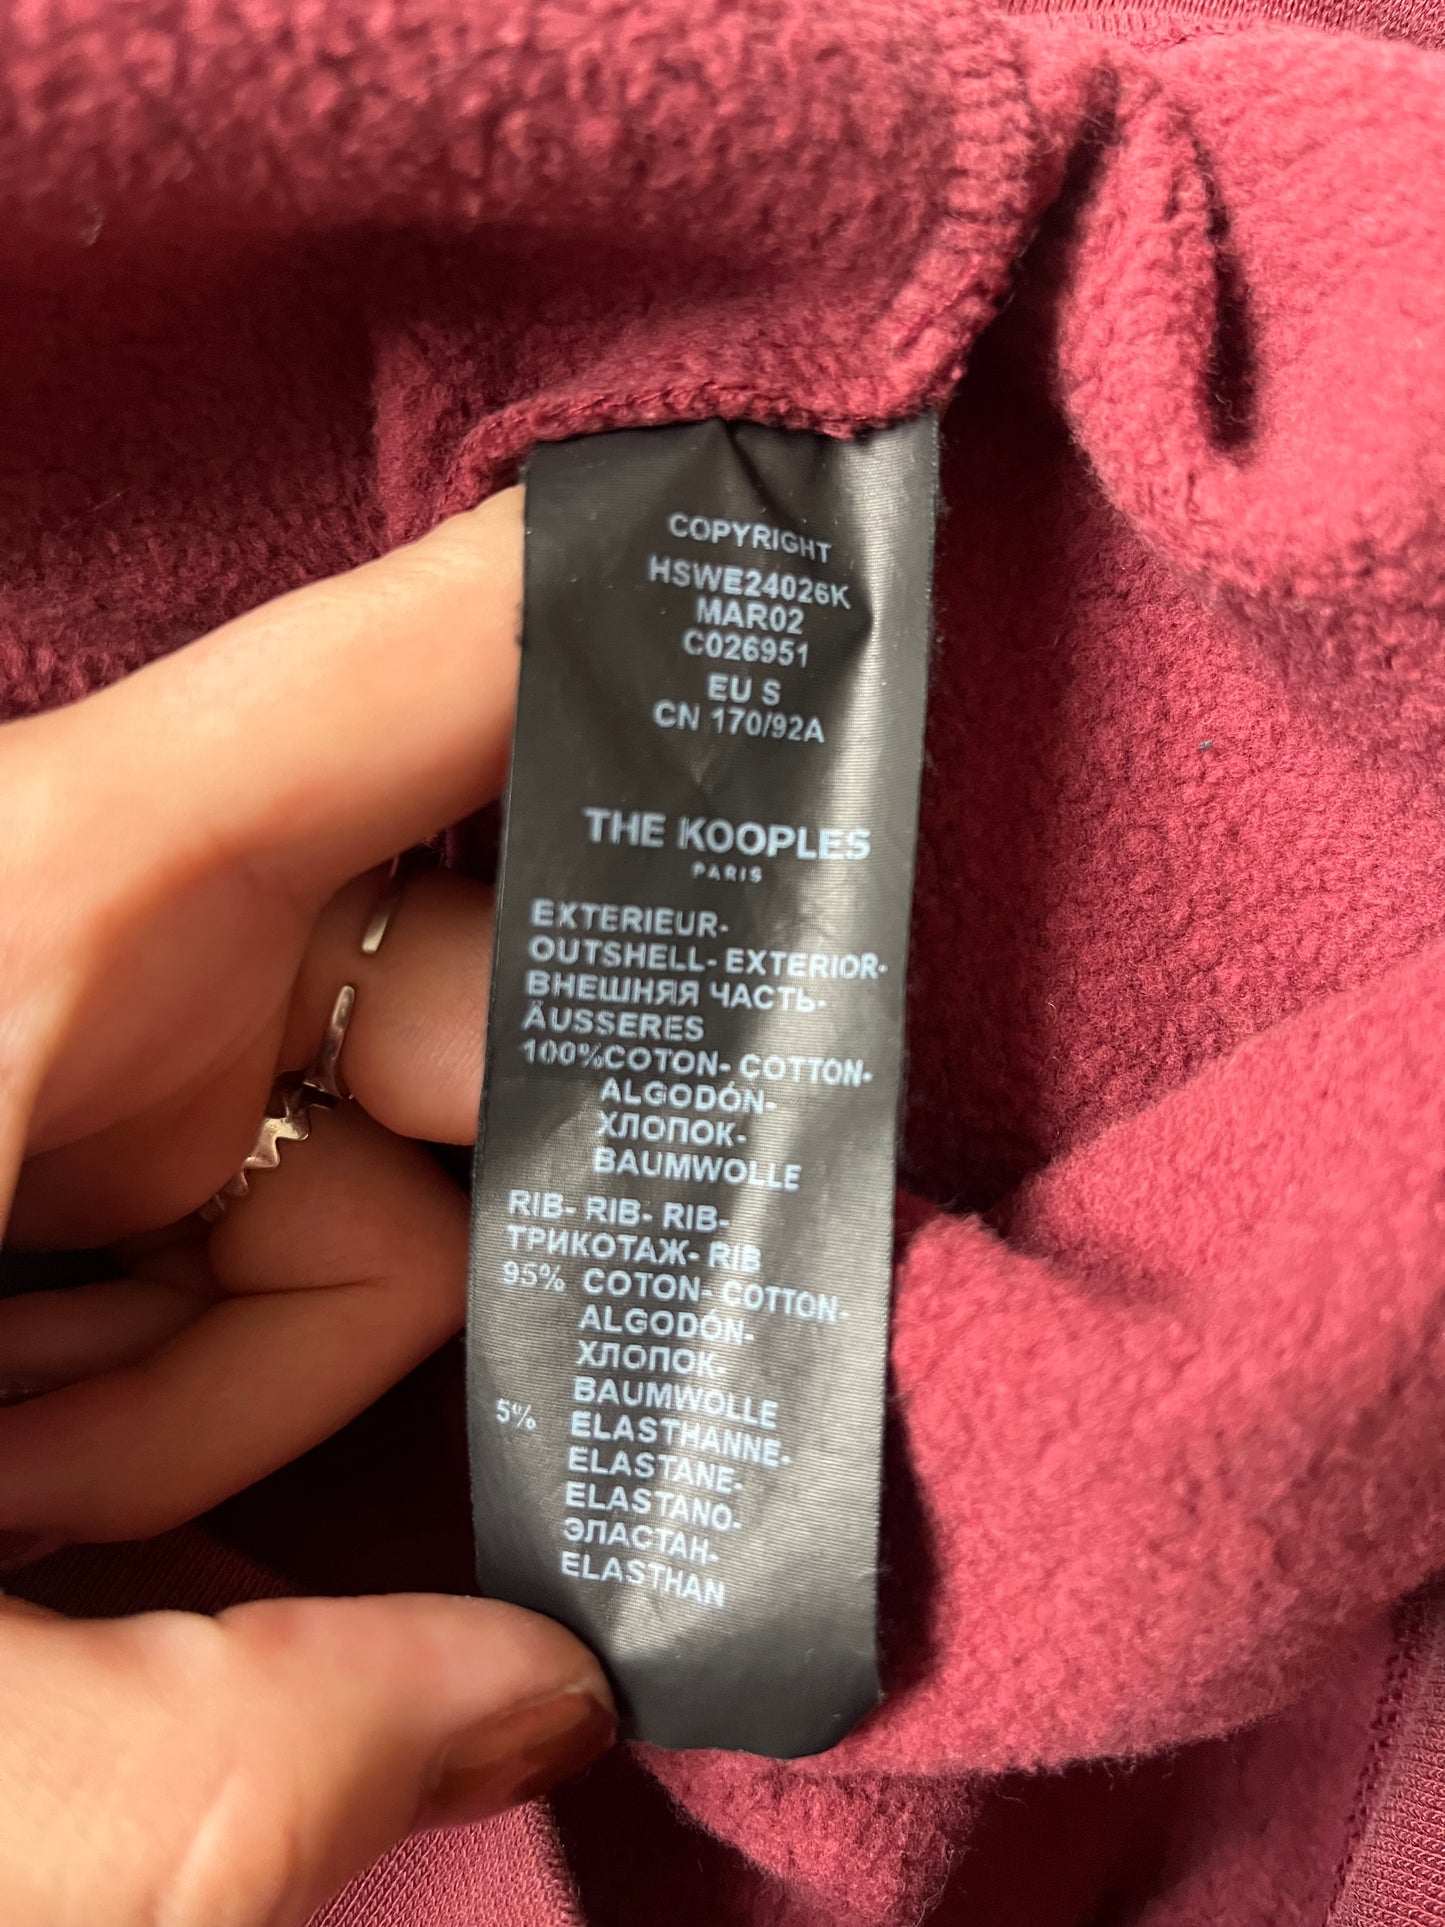 COPYRIGHT
HSWE24026K
MAR02
C026951
EU S
CN 170/92A
THE KOOPLES
PARIS
EXTERIEUR-
OUTSHELL- EXTERIOR-
ВНЕШНЯЯ ЧАСТЬ-
ÄUSSERES
100%COTON- COTTON-
ALGODÓN-
ХЛОПОК-
BAUMWOLLE
RIB- RIB- RIB-
ТРИКОТАЖ- RIB
95% COTON- COTTON-
ALGODÓN-
ХЛОПОК-
BAUMWOLLE
5% ELASTHANNE-
ELASTANE-
ELASTANO-
ЭЛАСТАН-
ELASTHAN